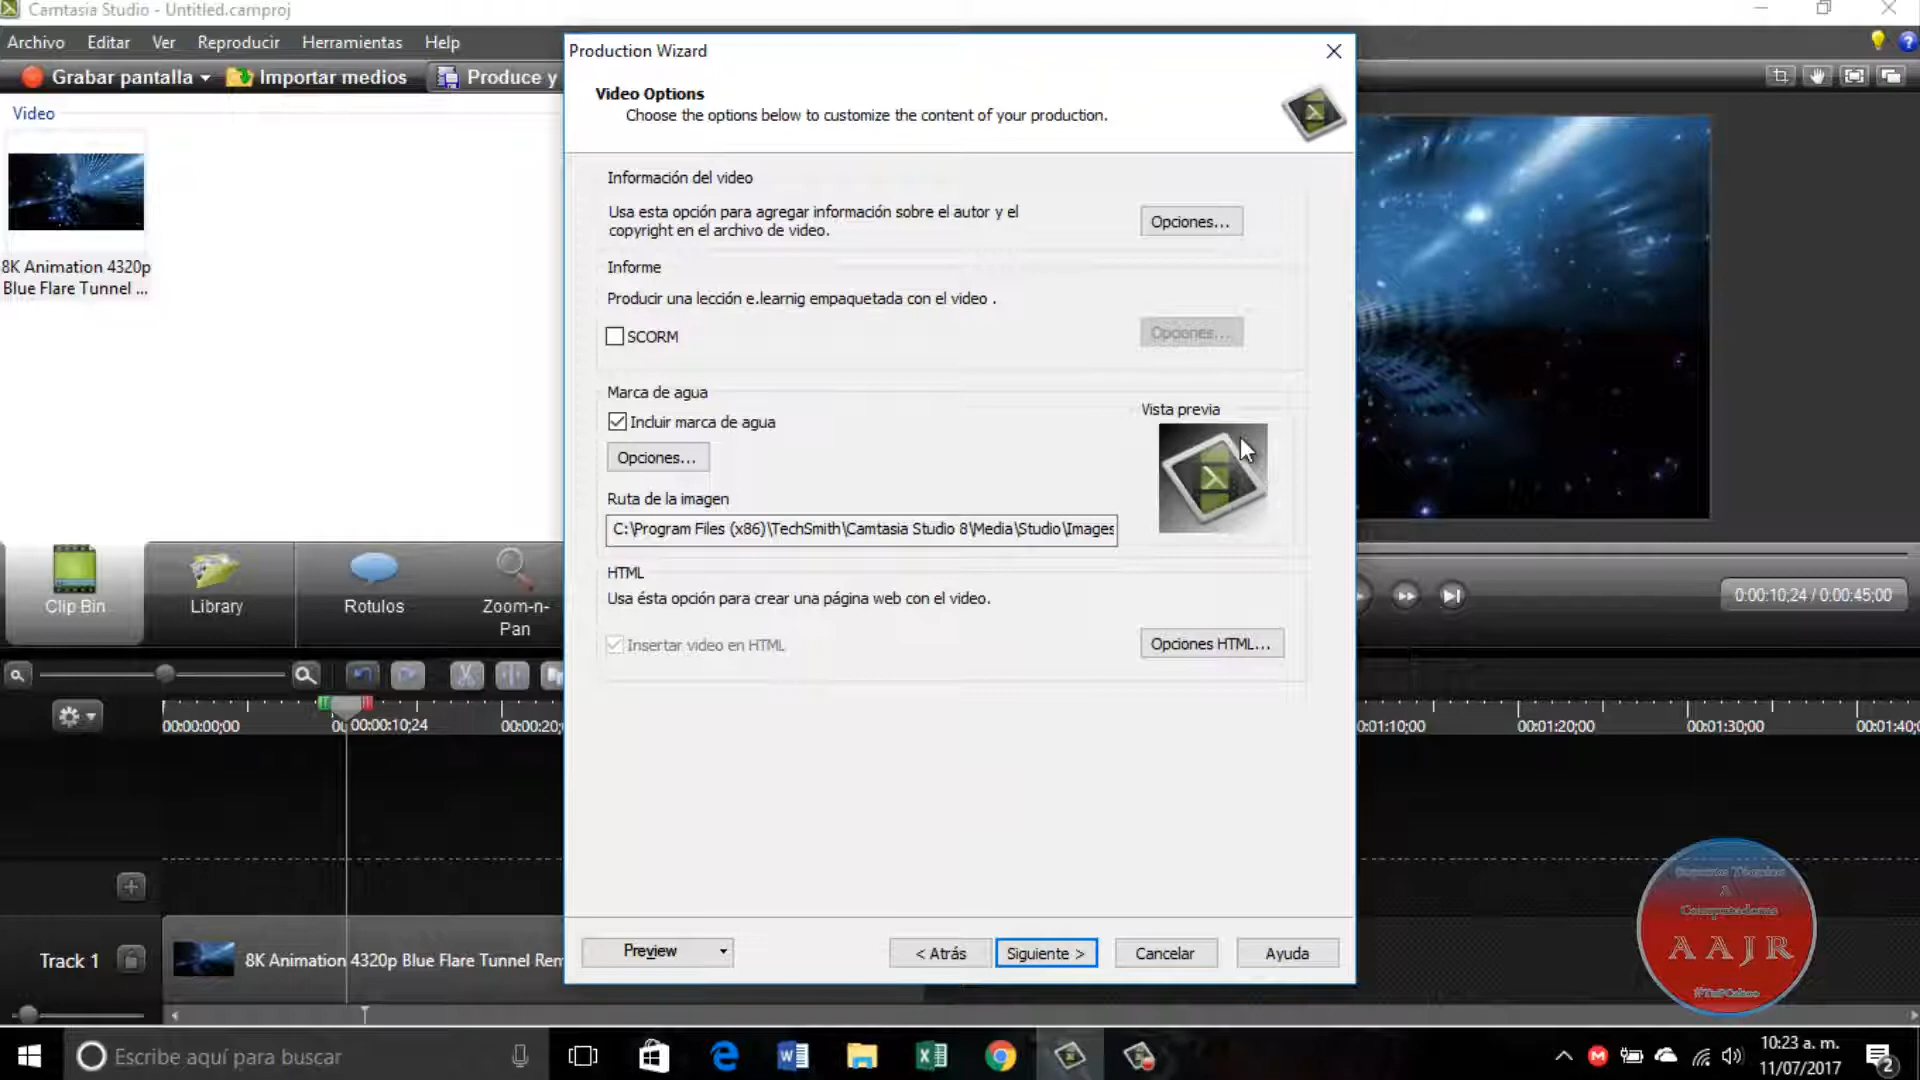 Camtasia Studio - Untitled.camproj
Archivo Editar Ver Reproducir Herramientas Help
Grabar pantalla Importar medios Produce y
Video
8K Animation 4320p
Blue Flare Tunnel ...
Production Wizard
Video Options
Choose the options below to customize the content of your production.
Información del video
Usa esta opción para agregar información sobre el autor y el
copyright en el archivo de video.
Opciones...
Informe
Producir una lección e.learnig empaquetada con el video .
SCORM
Opciones...
Marca de agua
Incluir marca de agua
Opciones...
Vista previa
Ruta de la imagen
C:\Program Files (x86)\TechSmith\Camtasia Studio 8\Media\Studio\Images
HTML
Usa ésta opción para crear una página web con el video.
Insertar video en HTML
Opciones HTML...
Preview
< Atrás
Siguiente >
Cancelar
Ayuda
Clip Bin
Library
Rotulos
Zoom-n-
Pan
0:00:10,24 / 0:00:45;00
00:00:00;00 00:00:10;24 00:00:20; 0:01:10;00 00:01:20;00 00:01:30;00 00:01:40;
Track 1
8K Animation 4320p Blue Flare Tunnel Rem
Soporte Técnico
A
Computadoras
AAJR
Escribe aquí para buscar
10:23 a. m.
11/07/2017
2